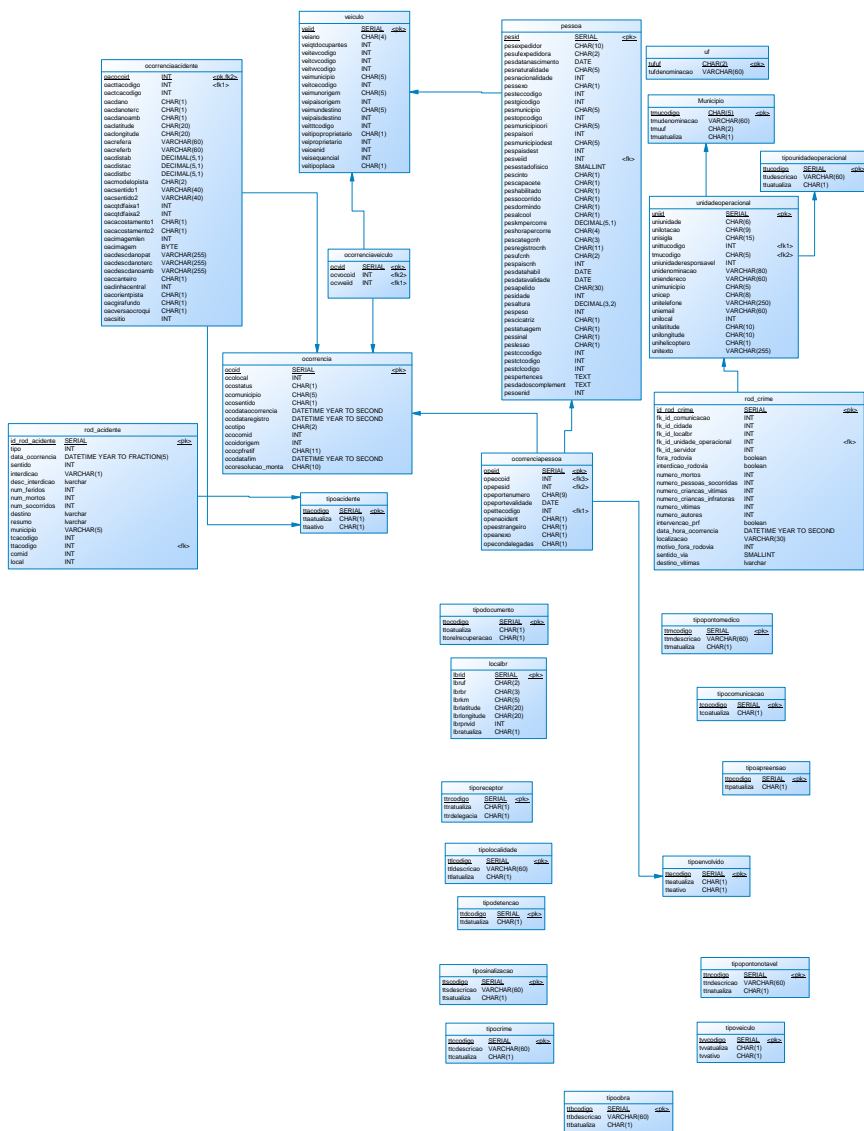 veiculo
veiid SERIAL <pk>
veiano CHAR(4)
veiqtdocupantes INT
veitevcodigo INT
veitcvcodigo INT
veitvvcodigo INT
veimunicipio CHAR(5)
veitcecodigo INT
veimunorigem CHAR(5)
veipaisorigem INT
veimundestino CHAR(5)
veipaisdestino INT
veitttcodigo INT
veitipoproprietario CHAR(1)
veiproprietario INT
veioenid INT
veisequencial INT
veitipoplaca CHAR(1)
pessoa
pesid SERIAL <pk>
pesexpedidor CHAR(10)
pesufexpedidora CHAR(2)
pesdatanascimento DATE
pesnaturalidade CHAR(5)
pesnacionalidade INT
pessexo CHAR(1)
pesteccodigo INT
pestgicodigo INT
pesmunicipio CHAR(5)
pestopcodigo INT
pesmunicipioori CHAR(5)
pespaisori INT
pesmunicipiodest CHAR(5)
pespaisdest INT
pesveiid INT <fk>
pesestadofisico SMALLINT
pescinto CHAR(1)
pescapacete CHAR(1)
peshabilitado CHAR(1)
pessocorrido CHAR(1)
pesdormindo CHAR(1)
pesalcool CHAR(1)
peskmpercorre DECIMAL(5,1)
peshorapercorre CHAR(4)
pescategcnh CHAR(3)
pesregistrocnh CHAR(11)
pesufcnh CHAR(2)
pespaiscnh INT
pesdatahabil DATE
pesdatavalidade DATE
pesapelido CHAR(30)
pesidade INT
pesaltura DECIMAL(3,2)
pespeso INT
pescicatriz CHAR(1)
pestatuagem CHAR(1)
pessinal CHAR(1)
peslesao CHAR(1)
pestcccodigo INT
pestctcodigo INT
pestclcodigo INT
pespertences TEXT
pesdadoscomplement TEXT
pesoenid INT
uf
tufuf CHAR(2) <pk>
tufdenominacao VARCHAR(60)
ocorrenciaacidente
oacocoid INT <pk,fk2>
oacttacodigo INT <fk1>
oactcacodigo INT
oacdano CHAR(1)
oacdanoterc CHAR(1)
oacdanoamb CHAR(1)
oaclatitude CHAR(20)
oaclongitude CHAR(20)
oacrefera VARCHAR(60)
oacreferb VARCHAR(60)
oacdistab DECIMAL(5,1)
oacdistac DECIMAL(5,1)
oacdistbc DECIMAL(5,1)
oacmodelopista CHAR(2)
oacsentido1 VARCHAR(40)
oacsentido2 VARCHAR(40)
oacqtdfaixa1 INT
oacqtdfaixa2 INT
oacacostamento1 CHAR(1)
oacacostamento2 CHAR(1)
oacimagemlen INT
oacimagem BYTE
oacdescdanopat VARCHAR(255)
oacdescdanoterc VARCHAR(255)
oacdescdanoamb VARCHAR(255)
oaccanteiro CHAR(1)
oaclinhacentral INT
oacorientpista CHAR(1)
oacgirafundo CHAR(1)
oacversaocroqui CHAR(1)
oacsitio INT
Municipio
tmucodigo CHAR(5) <pk>
tmudenominacao VARCHAR(60)
tmuuf CHAR(2)
tmuatualiza CHAR(1)
tipounidadeoperacional
ttucodigo SERIAL <pk>
ttudescricao VARCHAR(60)
ttuatualiza CHAR(1)
unidadeoperacional
uniid SERIAL <pk>
uniunidade CHAR(6)
unilotacao CHAR(9)
unisigla CHAR(15)
unittucodigo INT <fk1>
tmucodigo CHAR(5) <fk2>
uniunidaderesponsavel INT
unidenominacao VARCHAR(80)
uniendereco VARCHAR(60)
unimunicipio CHAR(5)
unicep CHAR(8)
unitelefone VARCHAR(250)
uniemail VARCHAR(60)
unilocal INT
unilatitude CHAR(10)
unilongitude CHAR(10)
unihelicoptero CHAR(1)
unitexto VARCHAR(255)
ocorrenciaveiculo
ocvid SERIAL <pk>
ocvocoid INT <fk2>
ocvveiid INT <fk1>
ocorrencia
ocoid SERIAL <pk>
ocolocal INT
ocostatus CHAR(1)
ocomunicipio CHAR(5)
ocosentido CHAR(1)
ocodataocorrencia DATETIME YEAR TO SECOND
ocodataregistro DATETIME YEAR TO SECOND
ocotipo CHAR(2)
ococomid INT
ocoidorigem INT
ococpfretif CHAR(11)
ocodatafim DATETIME YEAR TO SECOND
ocoresolucao_monta CHAR(10)
rod_crime
id_rod_crime SERIAL <pk>
fk_id_comunicacao INT
fk_id_cidade INT
fk_id_localbr INT
fk_id_unidade_operacional INT <fk>
fk_id_servidor INT
fora_rodovia boolean
interdicao_rodovia boolean
numero_mortos INT
numero_pessoas_socorridas INT
numero_criancas_vitimas INT
numero_criancas_infratoras INT
numero_vitimas INT
numero_autores INT
intervencao_prf boolean
data_hora_ocorrencia DATETIME YEAR TO SECOND
localizacao VARCHAR(30)
motivo_fora_rodovia INT
sentido_via SMALLINT
destino_vitimas lvarchar
rod_acidente
id_rod_acidente SERIAL <pk>
tipo INT
data_ocorrencia DATETIME YEAR TO FRACTION(5)
sentido INT
interdicao VARCHAR(1)
desc_interdicao lvarchar
num_feridos INT
num_mortos INT
num_socorridos INT
destino lvarchar
resumo lvarchar
municipio VARCHAR(5)
tcacodigo INT
ttacodigo INT <fk>
comid INT
local INT
ocorrenciapessoa
opeid SERIAL <pk>
opeocoid INT <fk3>
opepesid INT <fk2>
opeportenumero CHAR(9)
opeportevalidade DATE
opettecodigo INT <fk1>
openaoident CHAR(1)
opeestrangeiro CHAR(1)
opeanexo CHAR(1)
opecondalegadas CHAR(1)
tipoacidente
ttacodigo SERIAL <pk>
ttaatualiza CHAR(1)
ttaativo CHAR(1)
tipodocumento
ttocodigo SERIAL <pk>
ttoatualiza CHAR(1)
ttorelrecuperacao CHAR(1)
tipopontomedico
ttmcodigo SERIAL <pk>
ttmdescricao VARCHAR(60)
ttmatualiza CHAR(1)
localbr
lbrid SERIAL <pk>
lbruf CHAR(2)
lbrbr CHAR(3)
lbrkm CHAR(5)
lbrlatitude CHAR(20)
lbrlongitude CHAR(20)
lbrpnvid INT
lbratualiza CHAR(1)
tipocomunicacao
tcocodigo SERIAL <pk>
tcoatualiza CHAR(1)
tipoapreensao
ttpcodigo SERIAL <pk>
ttpatualiza CHAR(1)
tiporeceptor
ttrcodigo SERIAL <pk>
ttratualiza CHAR(1)
ttrdelegacia CHAR(1)
tipolocalidade
ttlcodigo SERIAL <pk>
ttldescricao VARCHAR(60)
ttlatualiza CHAR(1)
tipoenvolvido
ttecodigo SERIAL <pk>
tteatualiza CHAR(1)
tteativo CHAR(1)
tipodetencao
ttdcodigo SERIAL <pk>
ttdatualiza CHAR(1)
tiposinalizacao
ttscodigo SERIAL <pk>
ttsdescricao VARCHAR(60)
ttsatualiza CHAR(1)
tipopontonotavel
ttncodigo SERIAL <pk>
ttndescricao VARCHAR(60)
ttnatualiza CHAR(1)
tipocrime
ttccodigo SERIAL <pk>
ttcdescricao VARCHAR(60)
ttcatualiza CHAR(1)
tipoveiculo
tvvcodigo SERIAL <pk>
tvvatualiza CHAR(1)
tvvativo CHAR(1)
tipoobra
ttbcodigo SERIAL <pk>
ttbdescricao VARCHAR(60)
ttbatualiza CHAR(1)